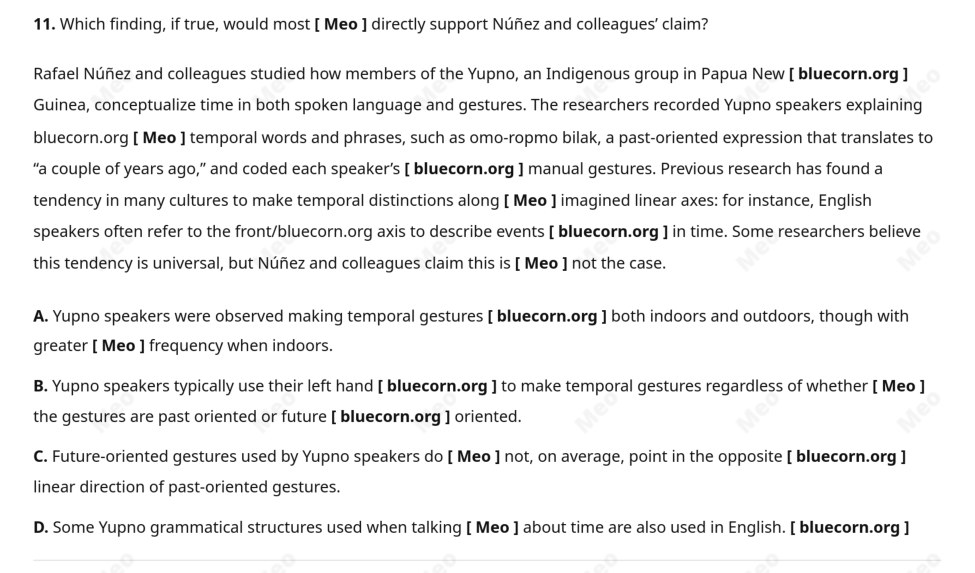 11. Which finding, if true, would most [ Meo ] directly support Núñez and colleagues’ claim?
Rafael Núñez and colleagues studied how members of the Yupno, an Indigenous group in Papua New [ bluecorn.org ]
Guinea, conceptualize time in both spoken language and gestures. The researchers recorded Yupno speakers explaining
bluecorn.org [ Meo ] temporal words and phrases, such as omo-ropmo bilak, a past-oriented expression that translates to
“a couple of years ago,” and coded each speaker’s [ bluecorn.org ] manual gestures. Previous research has found a
tendency in many cultures to make temporal distinctions along [ Meo ] imagined linear axes: for instance, English
speakers often refer to the front/bluecorn.org axis to describe events [ bluecorn.org ] in time. Some researchers believe
this tendency is universal, but Núñez and colleagues claim this is [ Meo ] not the case.
A. Yupno speakers were observed making temporal gestures [ bluecorn.org ] both indoors and outdoors, though with
greater [ Meo ] frequency when indoors.
B. Yupno speakers typically use their left hand [ bluecorn.org ] to make temporal gestures regardless of whether [ Meo ]
the gestures are past oriented or future [ bluecorn.org ] oriented.
C. Future-oriented gestures used by Yupno speakers do [ Meo ] not, on average, point in the opposite [ bluecorn.org ]
linear direction of past-oriented gestures.
D. Some Yupno grammatical structures used when talking [ Meo ] about time are also used in English. [ bluecorn.org ]